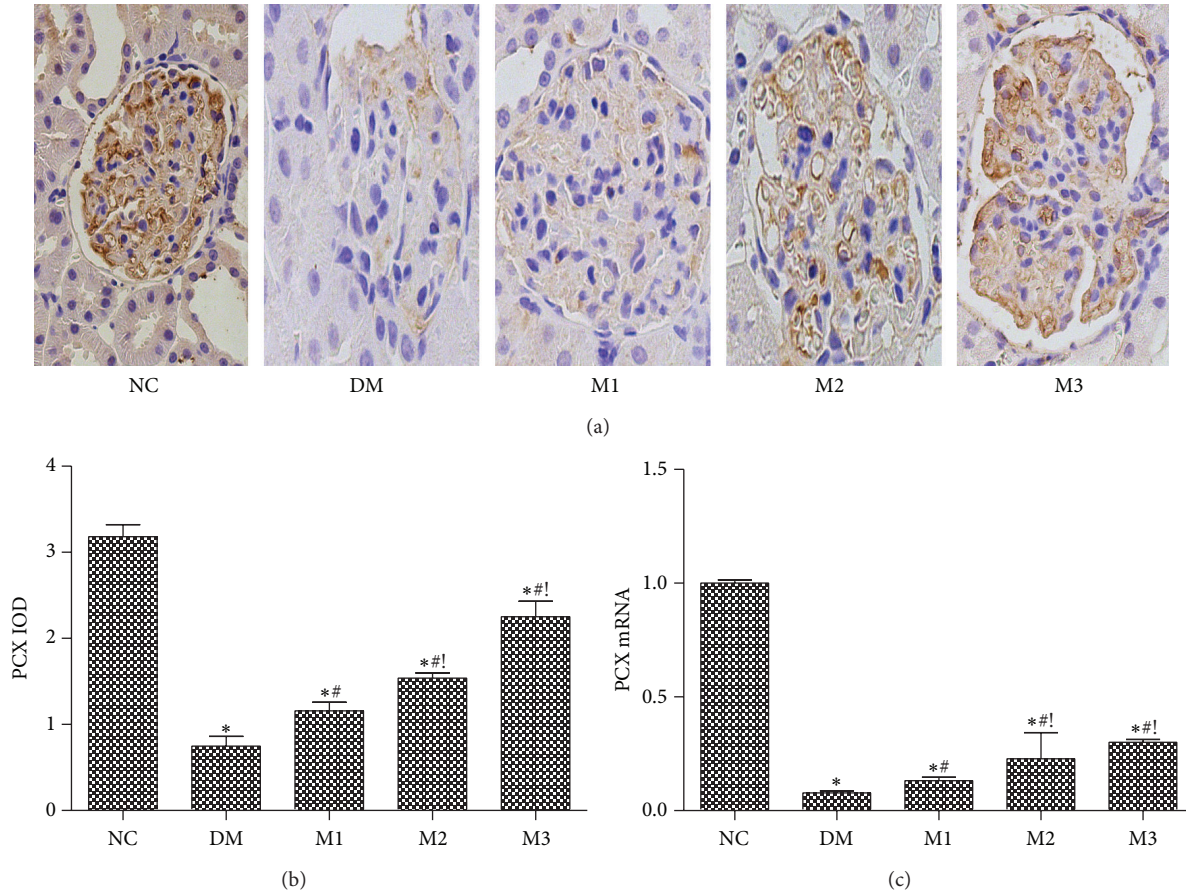 NC DM M1 M2 M3
(a)
PCX IOD
4
3
2
1
0
*
*#
*#!
*#!
NC DM M1 M2 M3
(b)
PCX mRNA
1.5
1.0
0.5
0.0
*
*#
*#!
*#!
NC DM M1 M2 M3
(c)